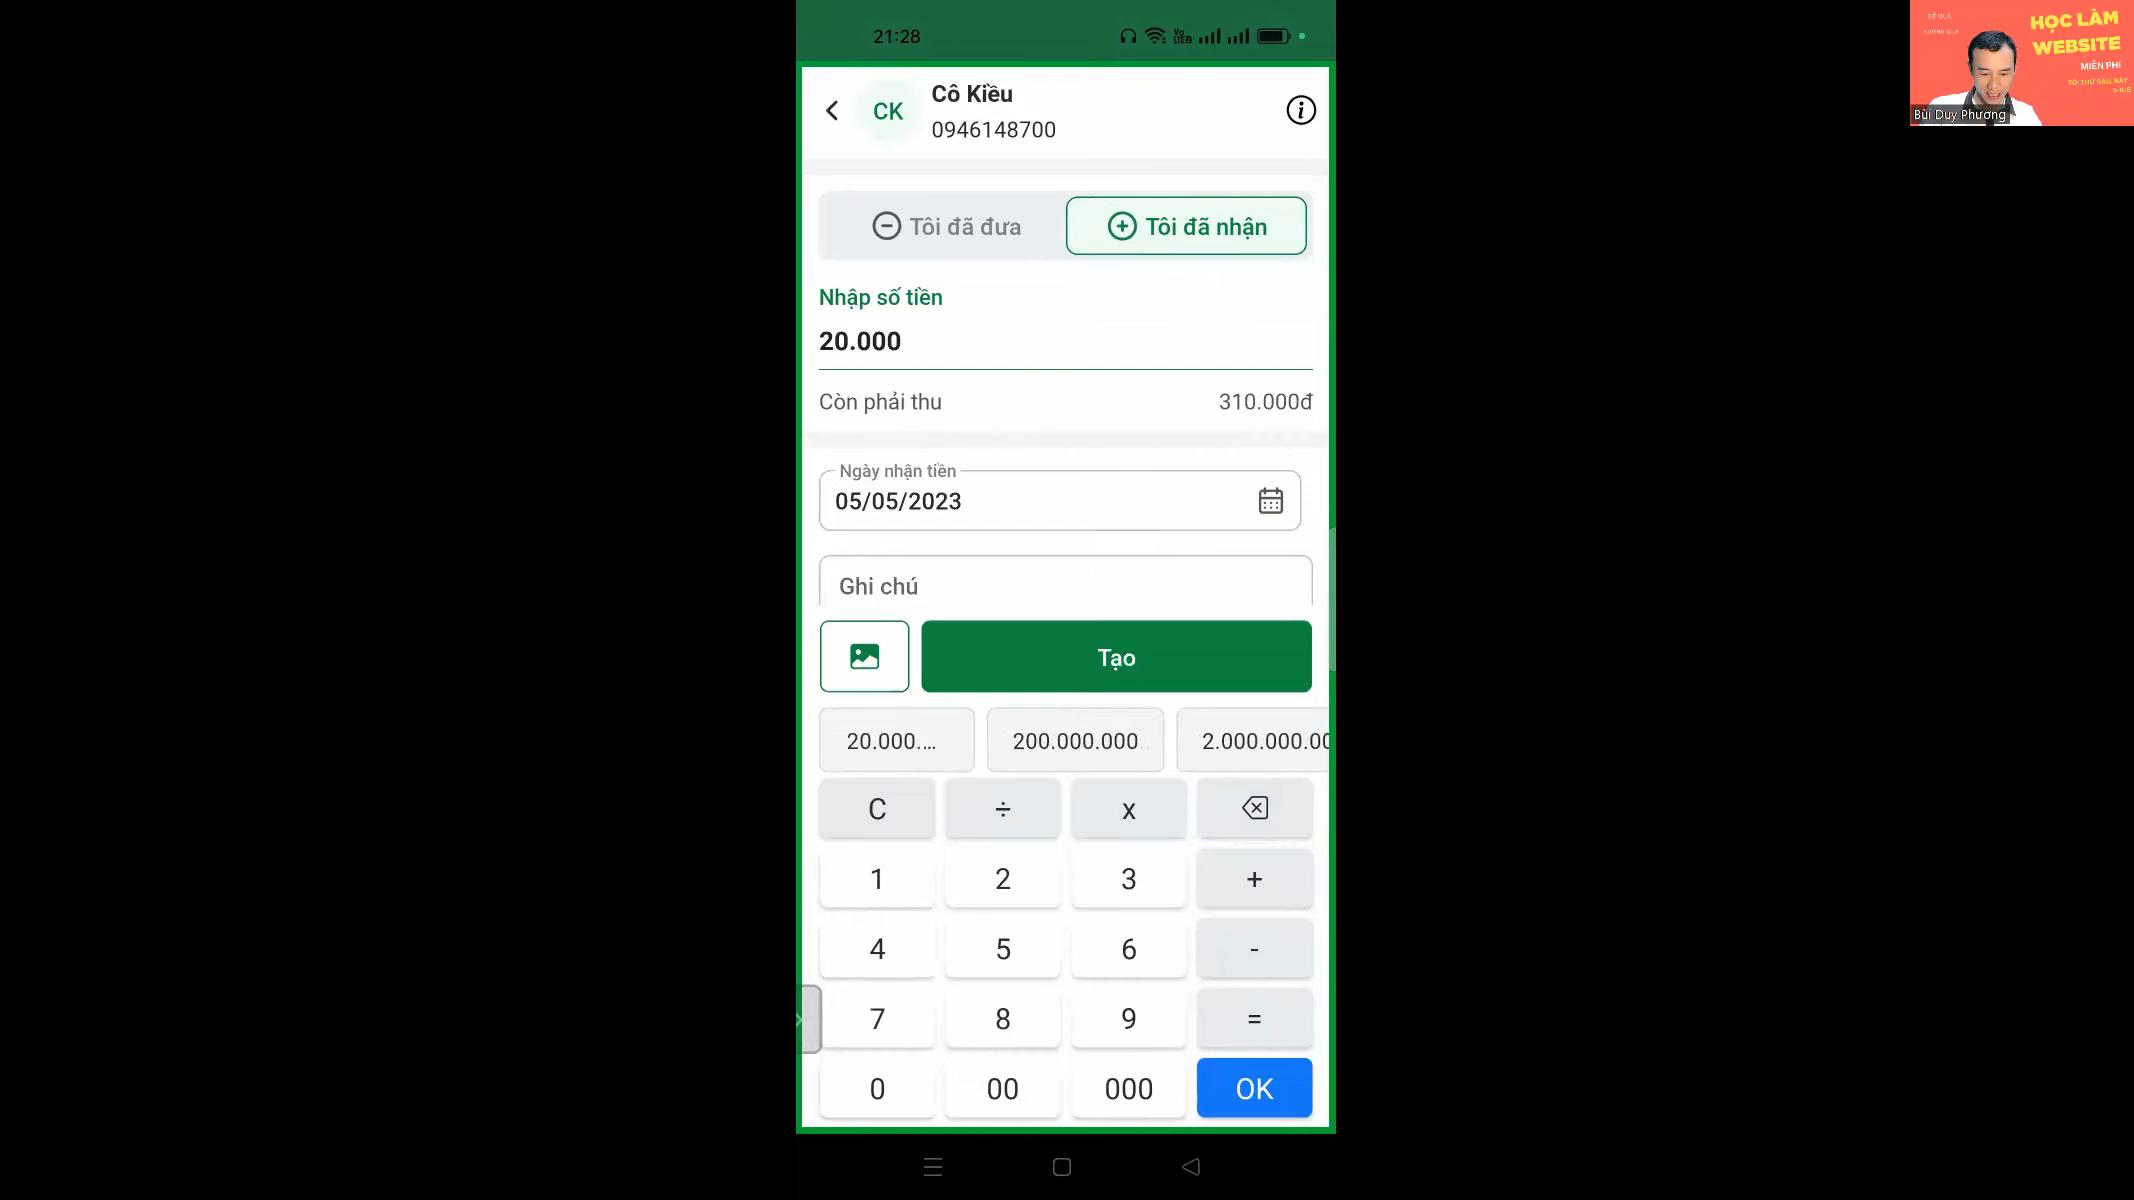 21:28
Cô Kiều
CK
0946148700
Tôi đã đưa
Tôi đã nhận
Nhập số tiền
20.000
Còn phải thu 310.000đ
Ngày nhận tiền
05/05/2023
Ghi chú
Tạo
20.000.... 200.000.000 2.000.000.00
C ÷ x
1 2 3 +
4 5 6 -
7 8 9 =
0 00 000 OK
HỌC LÀM
WEBSITE
MIỄN PHÍ
TỐI THỨ SÁU, NÀY
Bùi Duy Phương